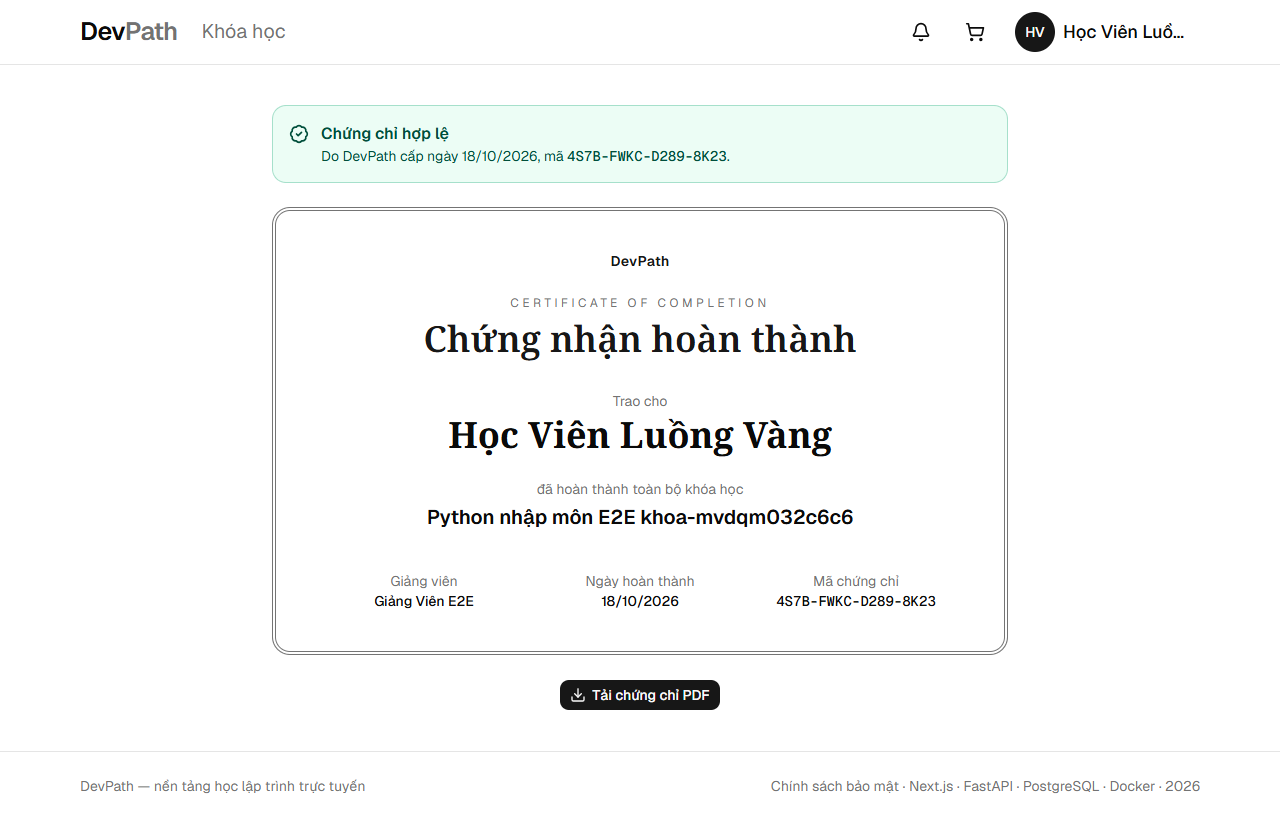 DevPath
Khóa học
HV
Học Viên Luồ...
Chứng chỉ hợp lệ
Do DevPath cấp ngày 18/10/2026, mã 4S7B-FWKC-D289-8K23.
DevPath
CERTIFICATE OF COMPLETION
Chứng nhận hoàn thành
Trao cho
Học Viên Luồng Vàng
đã hoàn thành toàn bộ khóa học
Python nhập môn E2E khoa-mvdqm032c6c6
Giảng viên
Giảng Viên E2E
Ngày hoàn thành
18/10/2026
Mã chứng chỉ
4S7B-FWKC-D289-8K23
Tải chứng chỉ PDF
DevPath — nền tảng học lập trình trực tuyến
Chính sách bảo mật · Next.js · FastAPI · PostgreSQL · Docker · 2026